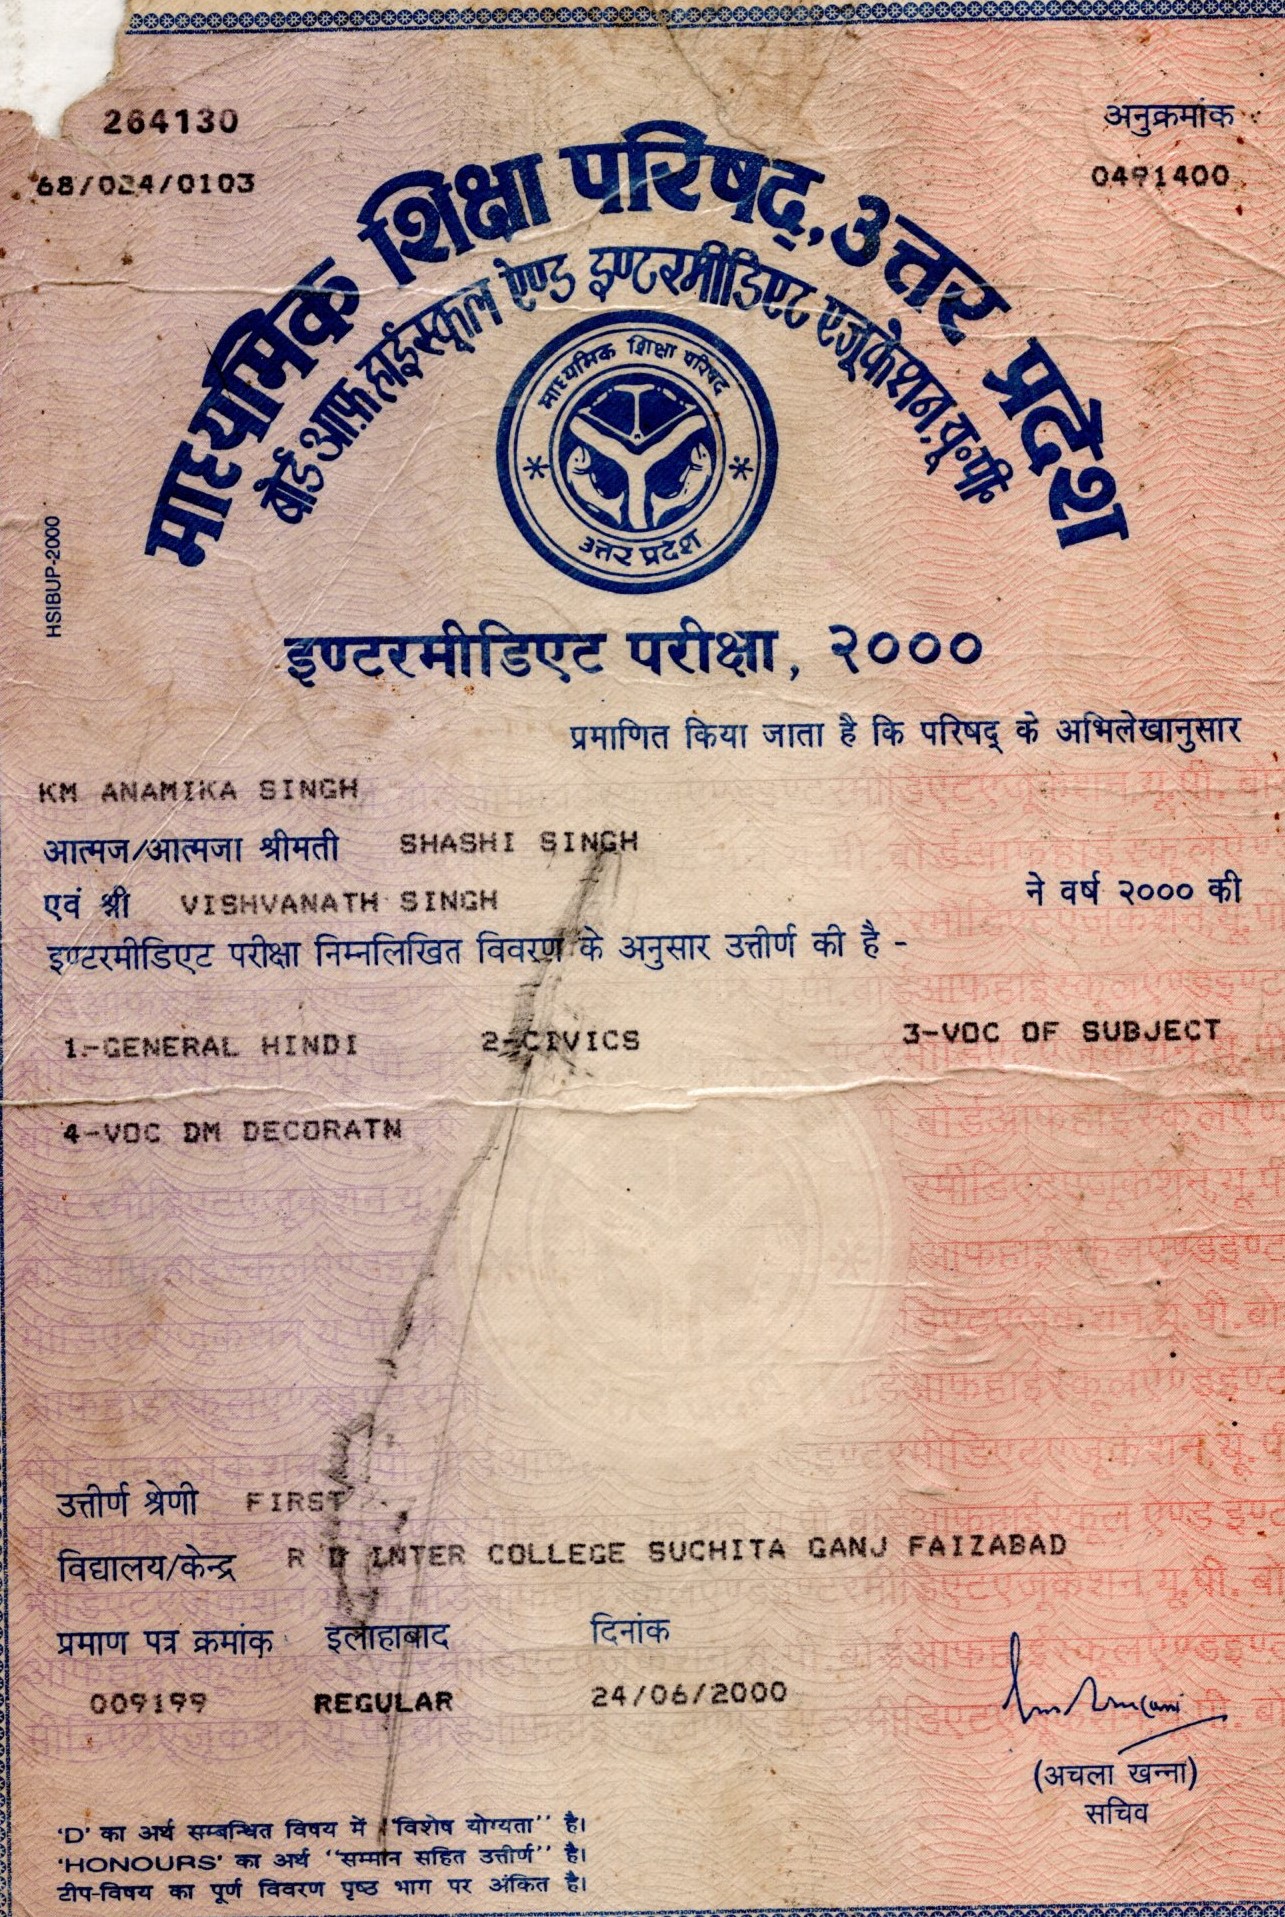 264130
अनुक्रमांक
68/024/0103
0491400
माध्यमिक शिक्षा परिषद्, उत्तर प्रदेश
बोर्ड आफ़ हाईस्कूल ऐण्ड इण्टरमीडिएट एजूकेशन, यू०पी०
माध्यमिक शिक्षा परिषद
उत्तर प्रदेश
HSIBUP-2000
इण्टरमीडिएट परीक्षा, २०००
प्रमाणित किया जाता है कि परिषद् के अभिलेखानुसार
KM ANAMIKA SINGH
आत्मज/आत्मजा श्रीमती SHASHI SINGH
एवं श्री VISHVANATH SINGH ने वर्ष २००० की
इण्टरमीडिएट परीक्षा निम्नलिखित विवरण के अनुसार उत्तीर्ण की है -
1-GENERAL HINDI 2-CIVICS 3-VOC OF SUBJECT
4-VOC DM DECORATN
उत्तीर्ण श्रेणी FIRST
विद्यालय/केन्द्र R D INTER COLLEGE SUCHITA GANJ FAIZABAD
प्रमाण पत्र क्रमांक इलाहाबाद दिनांक
009199 REGULAR 24/06/2000
(अचला खन्ना)
सचिव
'D' का अर्थ सम्बन्धित विषय में "विशेष योग्यता" है।
'HONOURS' का अर्थ "सम्मान सहित उत्तीर्ण" है।
टीप-विषय का पूर्ण विवरण पृष्ठ भाग पर अंकित है।